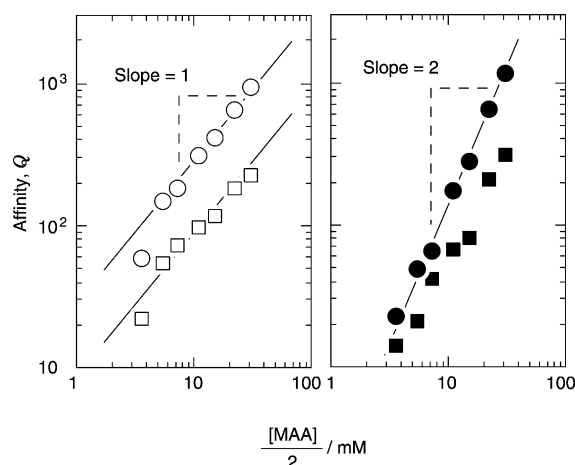 Slope = 1
Slope = 2
10³
10²
10
Affinity, Q
1
10
100
1
10
100
[MAA]
2
/ mM